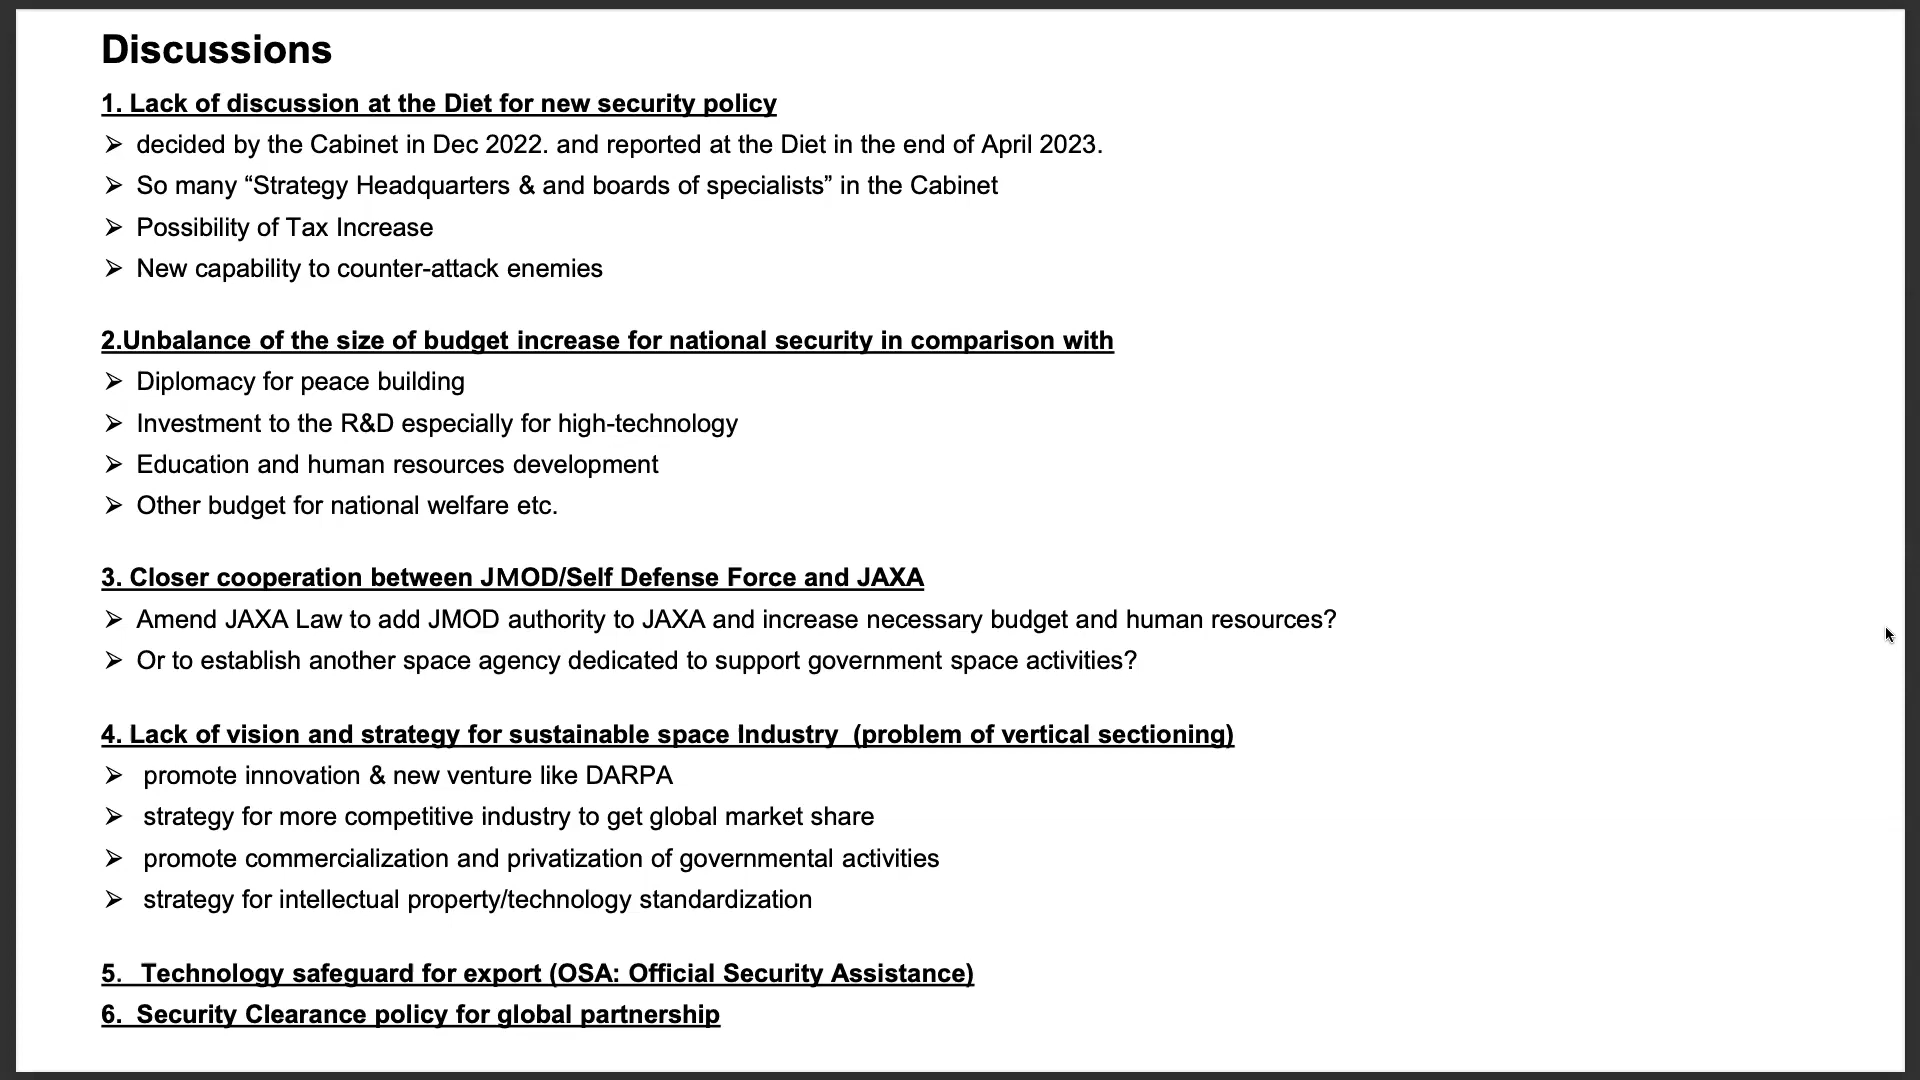 Discussions
1. Lack of discussion at the Diet for new security policy
➢ decided by the Cabinet in Dec 2022. and reported at the Diet in the end of April 2023.
➢ So many “Strategy Headquarters & and boards of specialists” in the Cabinet
➢ Possibility of Tax Increase
➢ New capability to counter-attack enemies
2.Unbalance of the size of budget increase for national security in comparison with
➢ Diplomacy for peace building
➢ Investment to the R&D especially for high-technology
➢ Education and human resources development
➢ Other budget for national welfare etc.
3. Closer cooperation between JMOD/Self Defense Force and JAXA
➢ Amend JAXA Law to add JMOD authority to JAXA and increase necessary budget and human resources?
➢ Or to establish another space agency dedicated to support government space activities?
4. Lack of vision and strategy for sustainable space Industry  (problem of vertical sectioning)
➢ promote innovation & new venture like DARPA
➢ strategy for more competitive industry to get global market share
➢ promote commercialization and privatization of governmental activities
➢ strategy for intellectual property/technology standardization
5.  Technology safeguard for export (OSA: Official Security Assistance)
6.  Security Clearance policy for global partnership